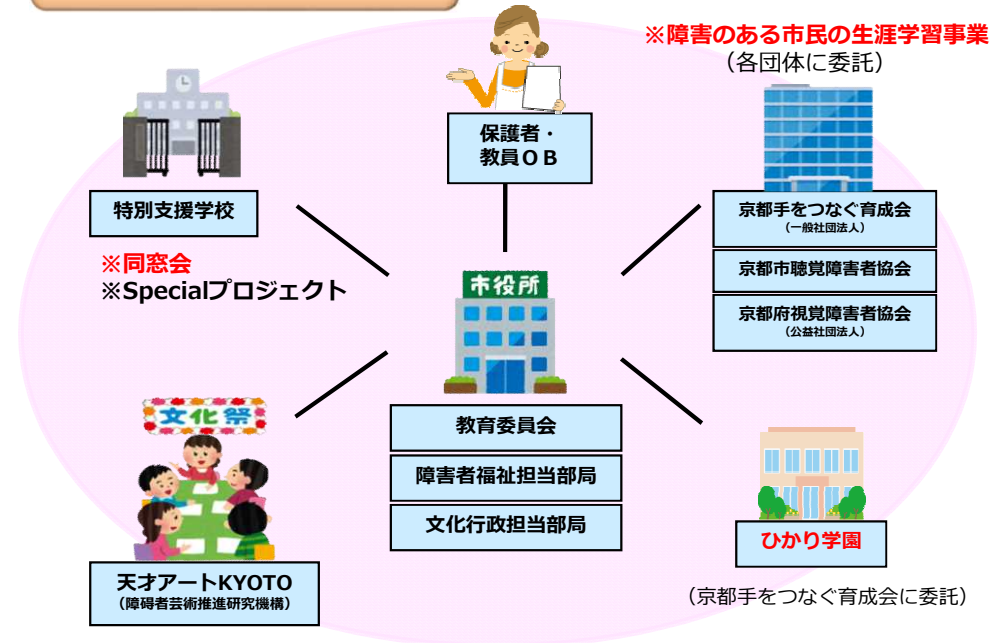 ※障害のある市民の生涯学習事業
（各団体に委託）
保護者・
教員ＯＢ
特別支援学校
※同窓会
※Specialプロジェクト
京都手をつなぐ育成会
（一般社団法人）
京都市聴覚障害者協会
京都府視覚障害者協会
（公益社団法人）
市役所
教育委員会
障害者福祉担当部局
文化行政担当部局
文化祭
天才アートKYOTO
（障碍者芸術推進研究機構）
ひかり学園
（京都手をつなぐ育成会に委託）